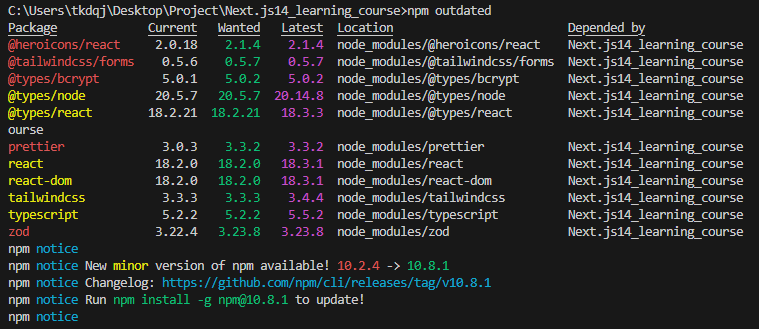 C:\Users\tkdqj\Desktop\Project\Next.js14_learning_course>npm outdated
Package Current Wanted Latest Location Depended by
@heroicons/react 2.0.18 2.1.4 2.1.4 node_modules/@heroicons/react Next.js14_learning_course
@tailwindcss/forms 0.5.6 0.5.7 0.5.7 node_modules/@tailwindcss/forms Next.js14_learning_course
@types/bcrypt 5.0.1 5.0.2 5.0.2 node_modules/@types/bcrypt Next.js14_learning_course
@types/node 20.5.7 20.5.7 20.14.8 node_modules/@types/node Next.js14_learning_course
@types/react 18.2.21 18.2.21 18.3.3 node_modules/@types/react Next.js14_learning_course
ourse
prettier 3.0.3 3.3.2 3.3.2 node_modules/prettier Next.js14_learning_course
react 18.2.0 18.2.0 18.3.1 node_modules/react Next.js14_learning_course
react-dom 18.2.0 18.2.0 18.3.1 node_modules/react-dom Next.js14_learning_course
tailwindcss 3.3.3 3.3.3 3.4.4 node_modules/tailwindcss Next.js14_learning_course
typescript 5.2.2 5.2.2 5.5.2 node_modules/typescript Next.js14_learning_course
zod 3.22.4 3.23.8 3.23.8 node_modules/zod Next.js14_learning_course
npm notice
npm notice New minor version of npm available! 10.2.4 -> 10.8.1
npm notice Changelog: https://github.com/npm/cli/releases/tag/v10.8.1
npm notice Run npm install -g npm@10.8.1 to update!
npm notice